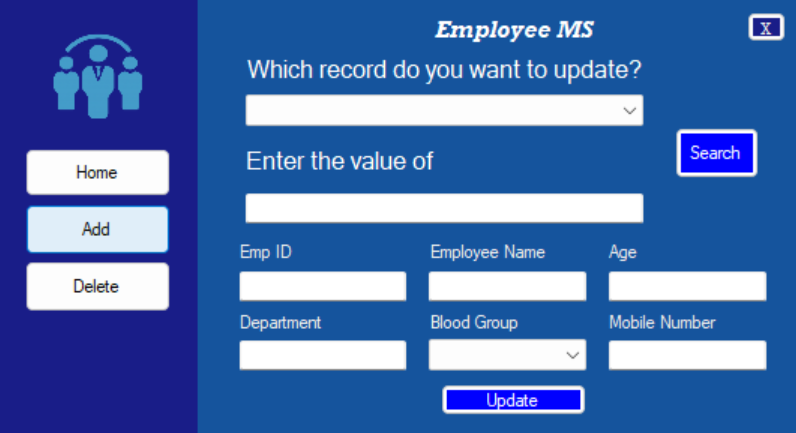 Employee MS
X
Which record do you want to update?
Search
Enter the value of
Home
Add
Delete
Emp ID
Employee Name
Age
Department
Blood Group
Mobile Number
Update